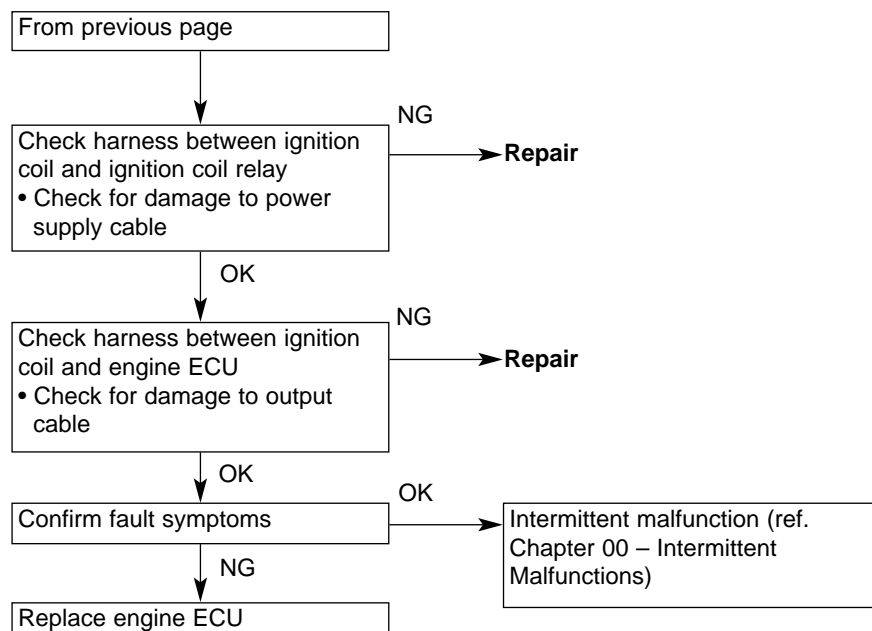 From previous page
NG
Check harness between ignition
coil and ignition coil relay
• Check for damage to power
supply cable
Repair
OK
NG
Check harness between ignition
coil and engine ECU
• Check for damage to output
cable
Repair
OK
OK
Confirm fault symptoms
Intermittent malfunction (ref.
Chapter 00 – Intermittent
Malfunctions)
NG
Replace engine ECU